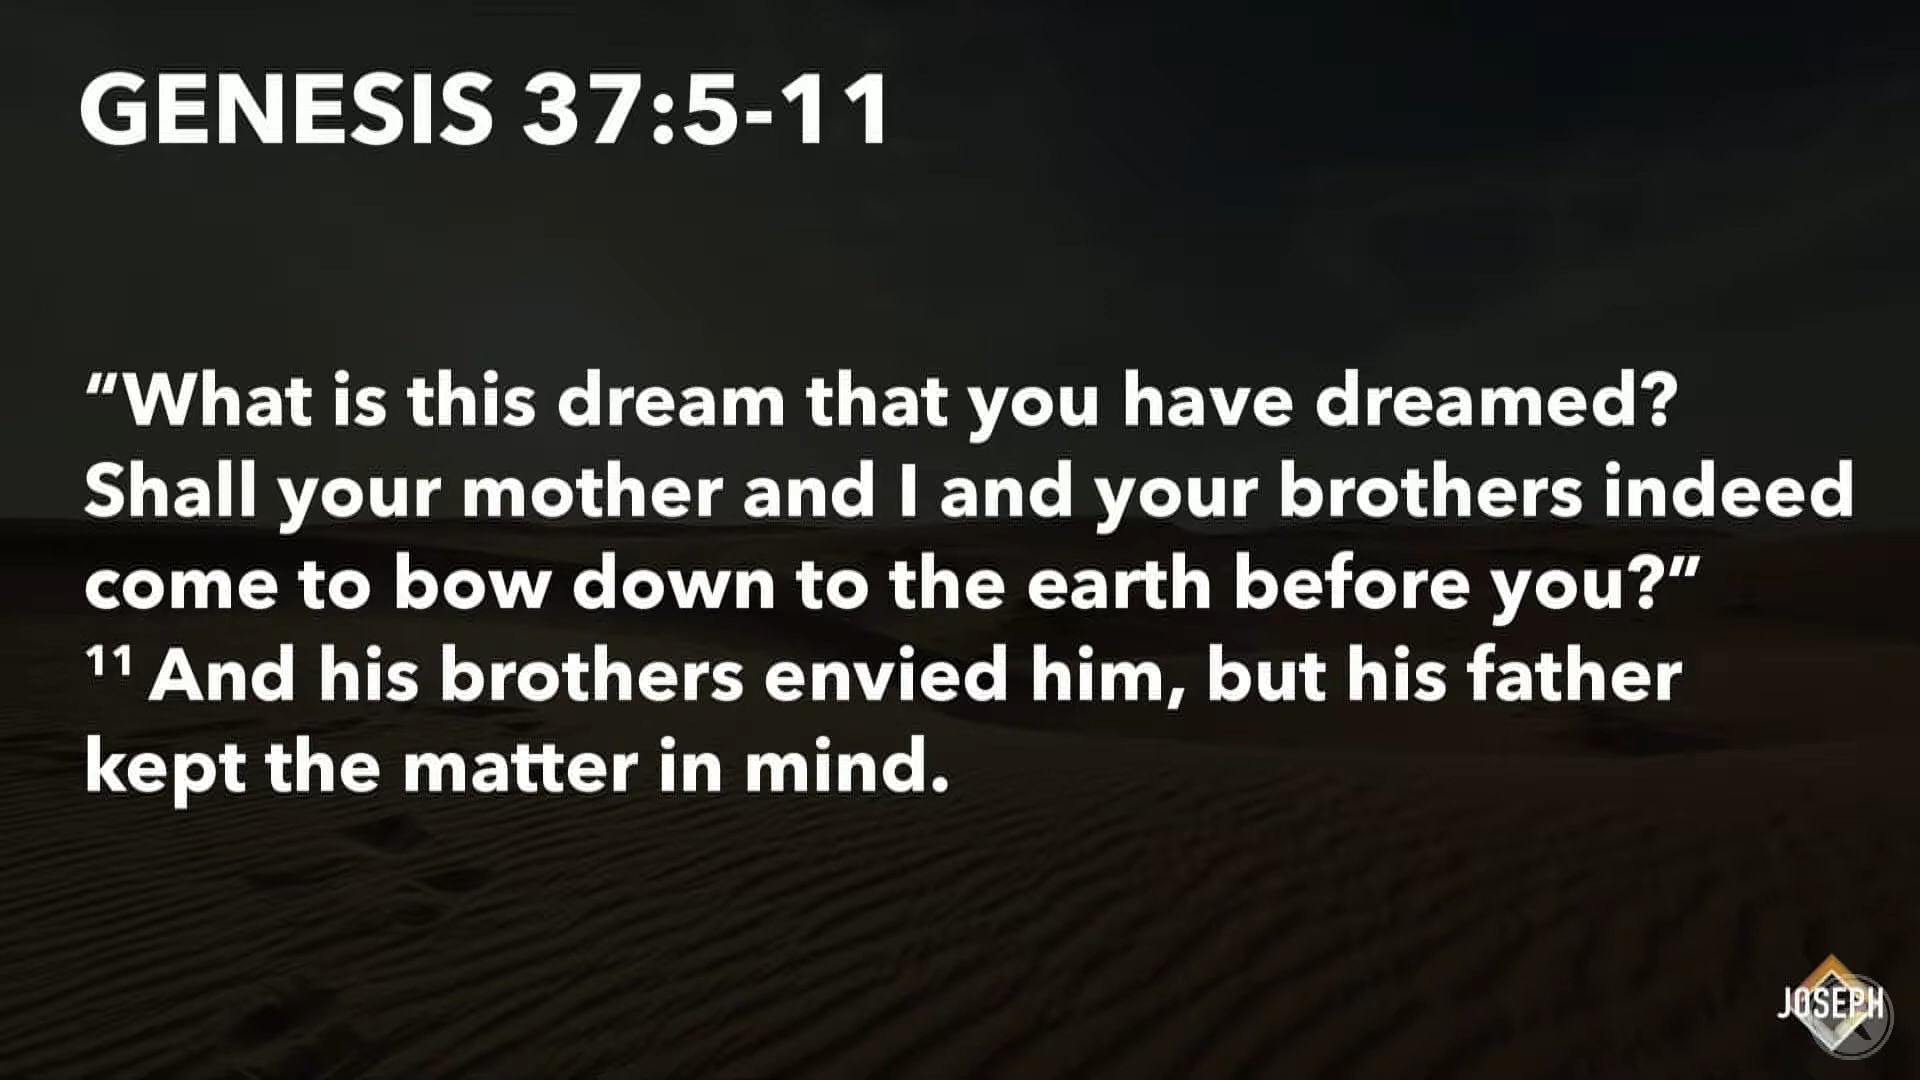 GENESIS 37:5-11
“What is this dream that you have dreamed?
Shall your mother and I and your brothers indeed
come to bow down to the earth before you?”
¹¹ And his brothers envied him, but his father
kept the matter in mind.
JOSEPH